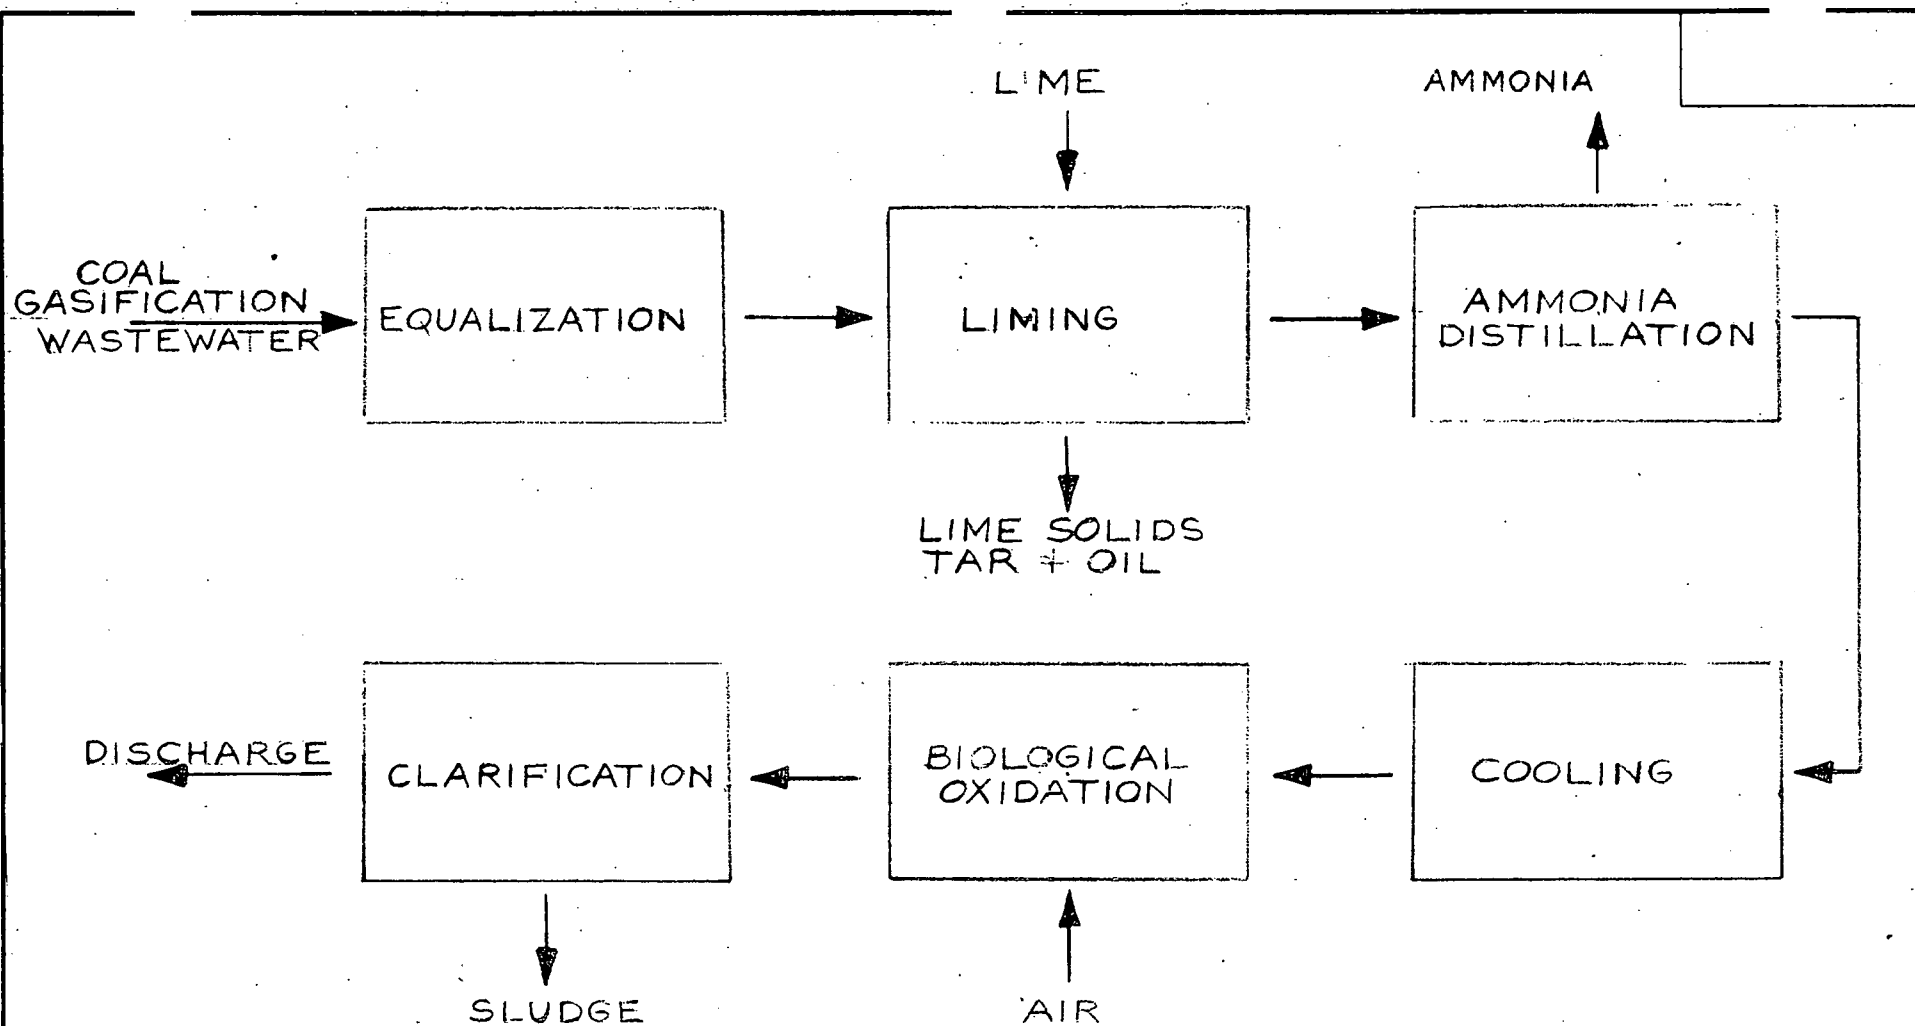 LIME
AMMONIA
COAL
GASIFICATION
WASTEWATER
EQUALIZATION
LIMING
AMMONIA
DISTILLATION
LIME SOLIDS
TAR + OIL
DISCHARGE
CLARIFICATION
BIOLOGICAL
OXIDATION
COOLING
SLUDGE
AIR